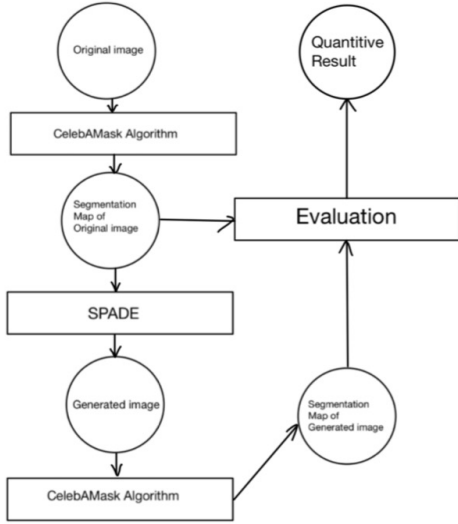 Original image
Quantitive
Result
CelebAMask Algorithm
Segmentation
Map of
Original image
Evaluation
SPADE
Generated image
Segmentation
Map of
Generated image
CelebAMask Algorithm